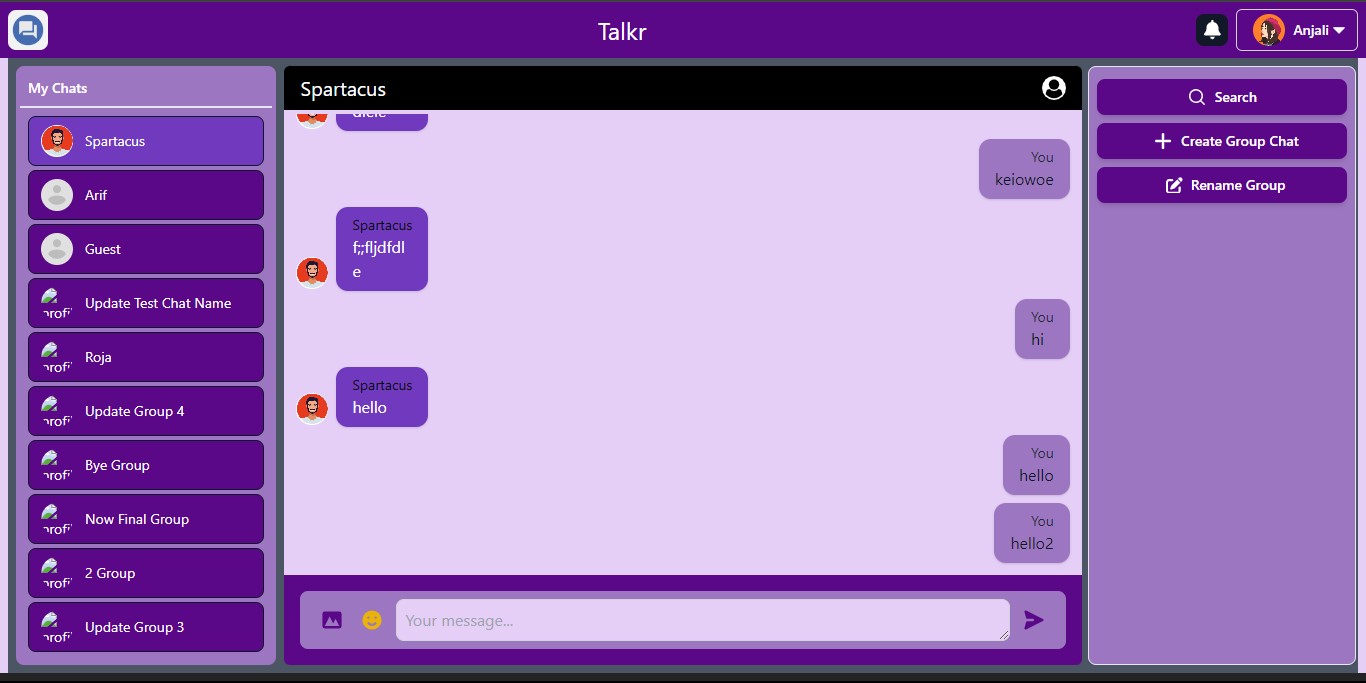 Talkr
Anjali
My Chats
Spartacus
Arif
Guest
Update Test Chat Name
Roja
Update Group 4
Bye Group
Now Final Group
2 Group
Update Group 3
Spartacus
You
keiowoe
Spartacus
f;;fljdfdl
e
You
hi
Spartacus
hello
You
hello
You
hello2
Your message...
Search
Create Group Chat
Rename Group